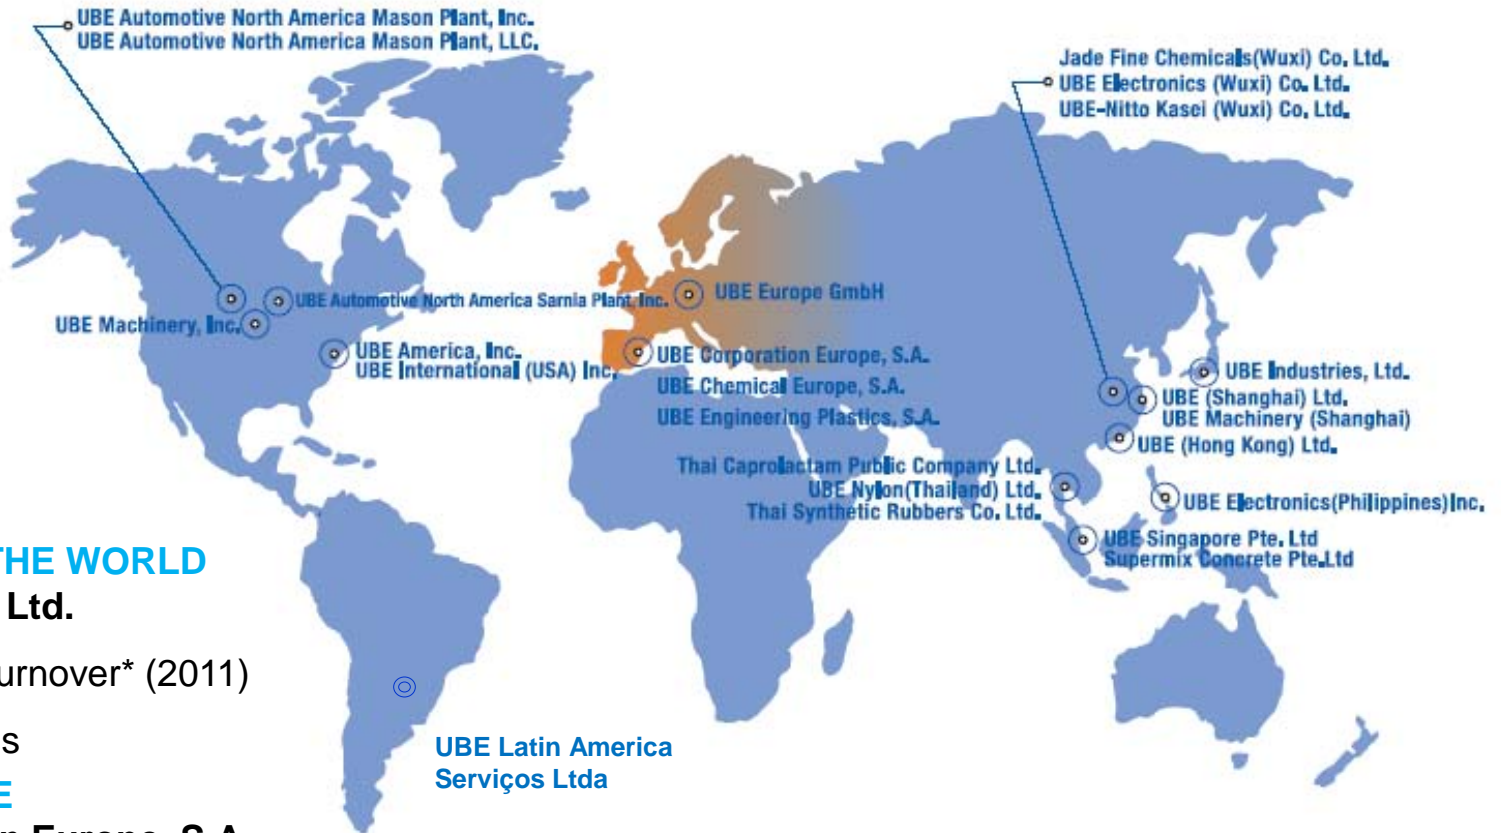 UBE Automotive North America Mason Plant, Inc.
UBE Automotive North America Mason Plant, LLC.
Jade Fine Chemicals(Wuxi) Co. Ltd.
UBE Electronics (Wuxi) Co. Ltd.
UBE-Nitto Kasei (Wuxi) Co. Ltd.
UBE Automotive North America Sarnia Plant, Inc.
UBE Europe GmbH
UBE Machinery, Inc.
UBE America, Inc.
UBE International (USA) Inc.
UBE Corporation Europe, S.A.
UBE Chemical Europe, S.A.
UBE Engineering Plastics, S.A.
UBE Industries, Ltd.
UBE (Shanghai) Ltd.
UBE Machinery (Shanghai)
UBE (Hong Kong) Ltd.
Thai Caprolactam Public Company Ltd.
UBE Nylon(Thailand) Ltd.
Thai Synthetic Rubbers Co. Ltd.
UBE Electronics(Philippines)Inc.
UBE Singapore Pte. Ltd
Supermix Concrete Pte.Ltd
THE WORLD
Ltd.
urnover* (2011)
s
E
n Europe, S.A.
UBE Latin America
Serviços Ltda